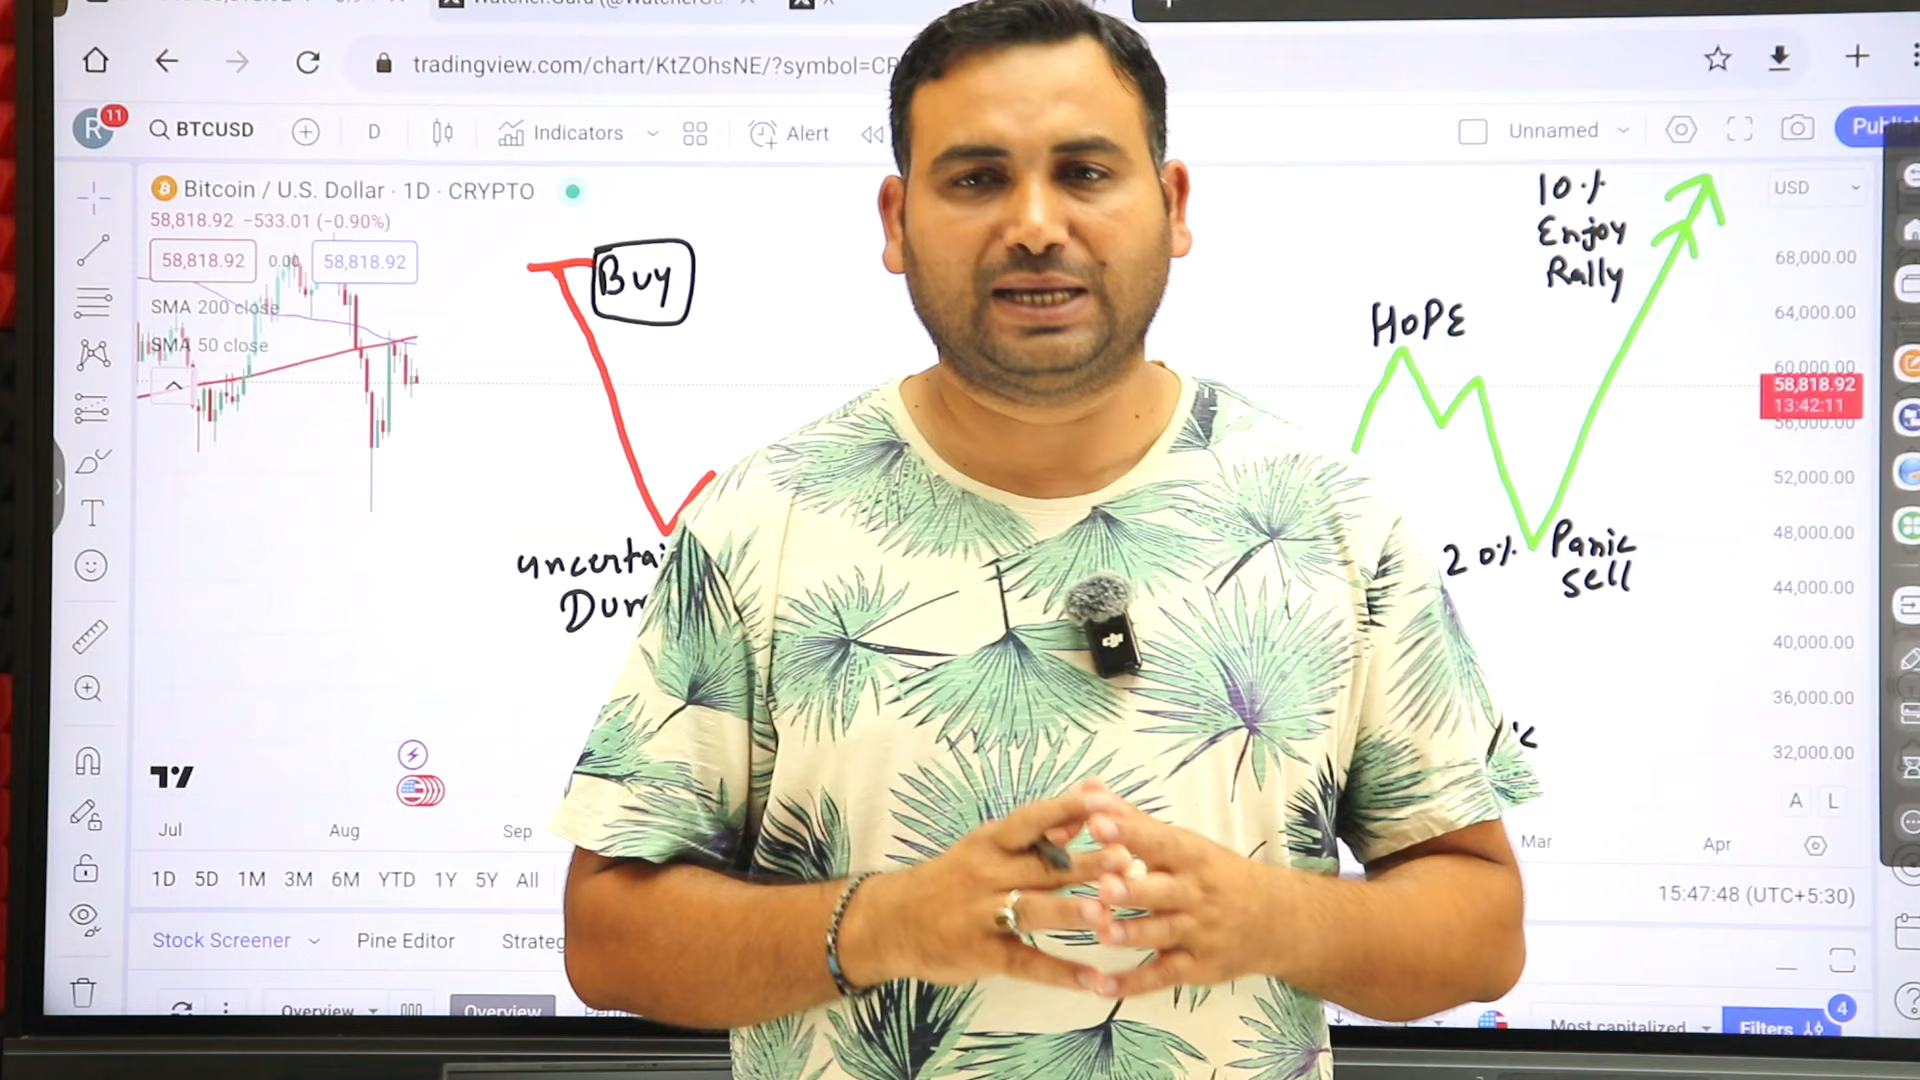 tradingview.com/chart/KtZOhsNE/?symbol=CR
R
11
BTCUSD
D
Indicators
Alert
Unnamed
Bitcoin / U.S. Dollar · 1D · CRYPTO
58,818.92 −533.01 (−0.90%)
58,818.92
0.00
58,818.92
SMA 200 close
SMA 50 close
Buy
HOPE
10%
Enjoy
Rally
20%
Panic
Sell
USD
68,000.00
64,000.00
60,000.00
58,818.92
13:42:11
56,000.00
52,000.00
48,000.00
44,000.00
40,000.00
36,000.00
32,000.00
A L
dji
Jul Aug Sep Mar Apr
1D 5D 1M 3M 6M YTD 1Y 5Y All
15:47:48 (UTC+5:30)
Stock Screener
Pine Editor
Overview
Overview
Most capitalized
Filters
4